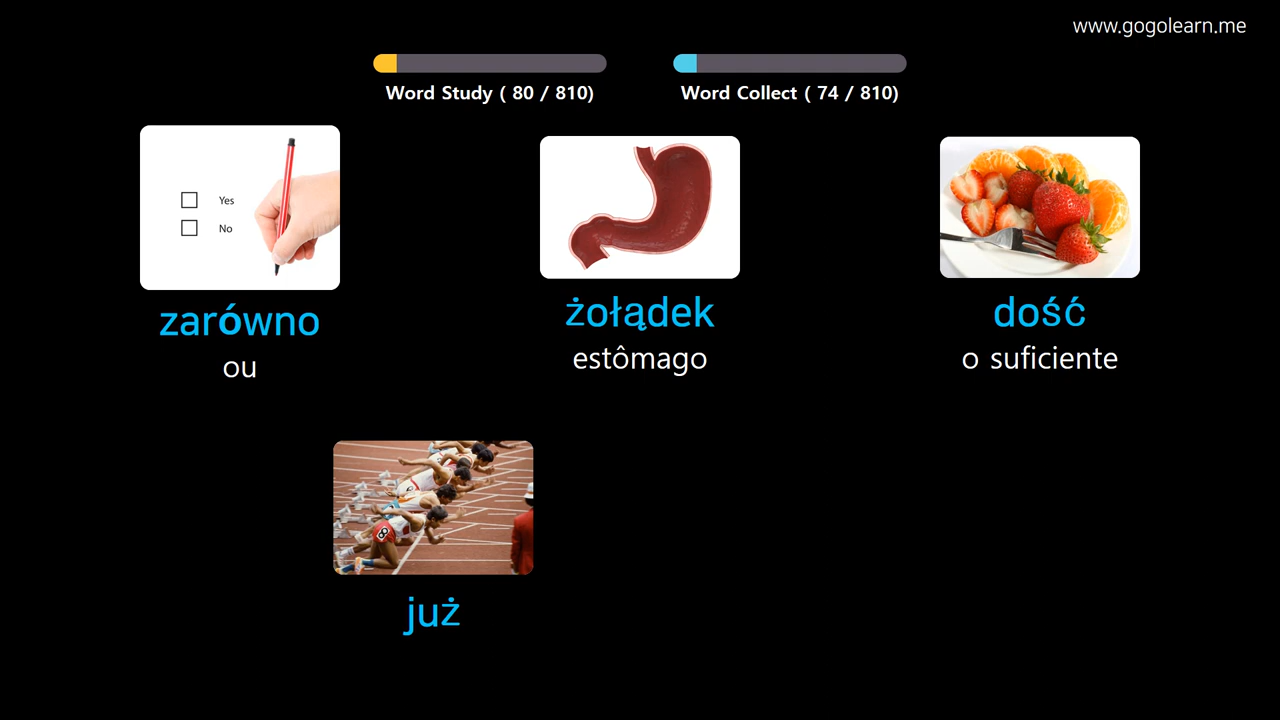 www.gogolearn.me
Word Study ( 80 / 810)
Word Collect ( 74 / 810)
Yes
No
zarówno
ou
żołądek
estômago
dość
o suficiente
8
już